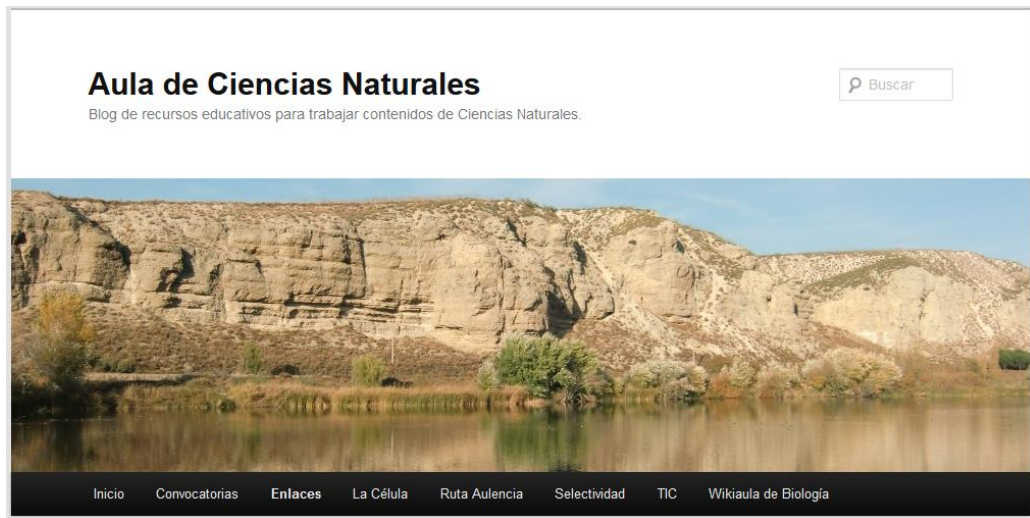 Aula de Ciencias Naturales
Buscar
Blog de recursos educativos para trabajar contenidos de Ciencias Naturales.
Inicio Convocatorias Enlaces La Célula Ruta Aulencia Selectividad TIC Wikiaula de Biología